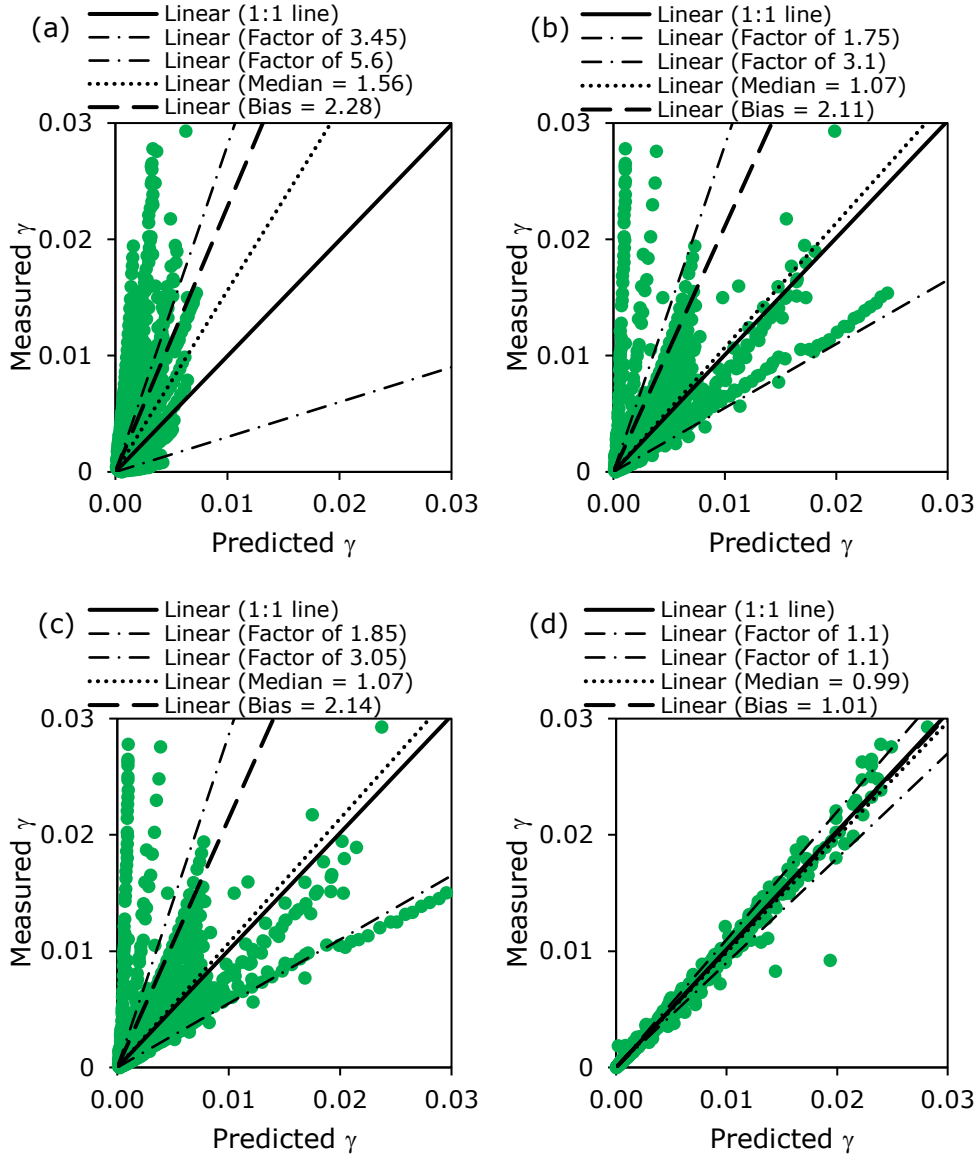 (a)
Linear (1:1 line)
Linear (Factor of 3.45)
Linear (Factor of 5.6)
Linear (Median = 1.56)
Linear (Bias = 2.28)
0.03
0.02
0.01
0
Measured γ
0.00 0.01 0.02 0.03
Predicted γ
(b)
Linear (1:1 line)
Linear (Factor of 1.75)
Linear (Factor of 3.1)
Linear (Median = 1.07)
Linear (Bias = 2.11)
0.03
0.02
0.01
0
Measured γ
0.00 0.01 0.02 0.03
Predicted γ
(c)
Linear (1:1 line)
Linear (Factor of 1.85)
Linear (Factor of 3.05)
Linear (Median = 1.07)
Linear (Bias = 2.14)
0.03
0.02
0.01
0
Measured γ
0.00 0.01 0.02 0.03
Predicted γ
(d)
Linear (1:1 line)
Linear (Factor of 1.1)
Linear (Factor of 1.1)
Linear (Median = 0.99)
Linear (Bias = 1.01)
0.03
0.02
0.01
0
Measured γ
0.00 0.01 0.02 0.03
Predicted γ